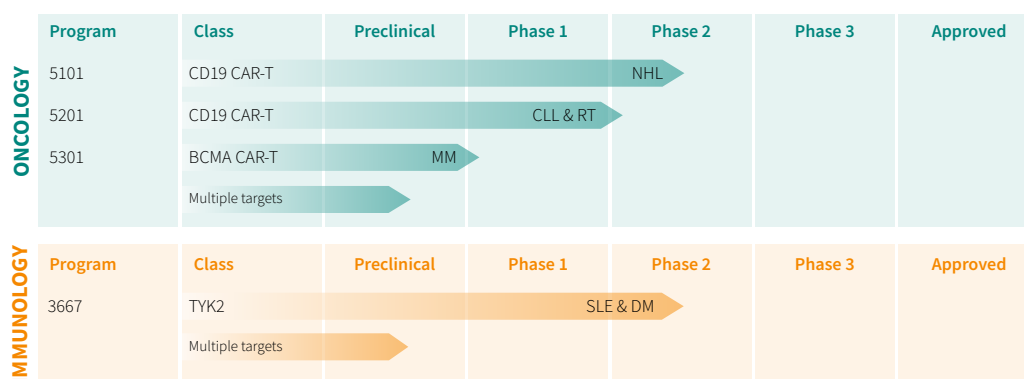 ONCOLOGY
Program Class Preclinical Phase 1 Phase 2 Phase 3 Approved
5101 CD19 CAR-T NHL
5201 CD19 CAR-T CLL & RT
5301 BCMA CAR-T MM
Multiple targets
MMUNOLOGY
Program Class Preclinical Phase 1 Phase 2 Phase 3 Approved
3667 TYK2 SLE & DM
Multiple targets